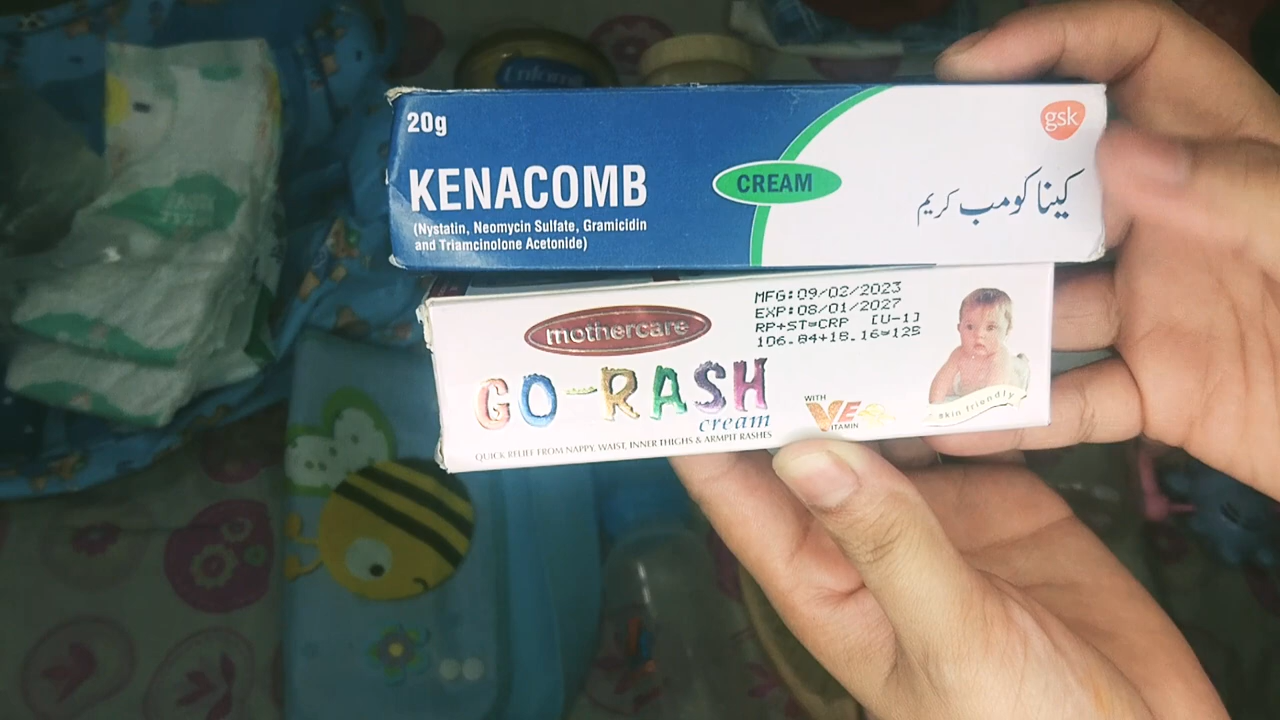 20g
KENACOMB
(Nystatin, Neomycin Sulfate, Gramicidin
and Triamcinolone Acetonide)
CREAM
gsk
کینا کومب کریم
mothercare
GO-RASH
cream
QUICK RELIEF FROM NAPPY, WAIST, INNER THIGHS & ARMPIT RASHES
MFG:09/02/2023
EXP:08/01/2027
RP+ST=CRP [U-1]
106.84+18.16=125
WITH
VE
VITAMIN
skin friendly